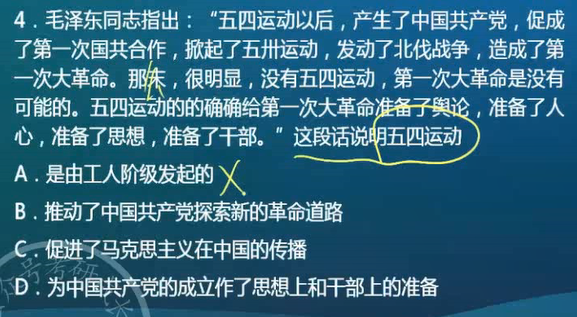 4．毛泽东同志指出：“五四运动以后，产生了中国共产党，促成
了第一次国共合作，掀起了五卅运动，发动了北伐战争，造成了第
一次大革命。那末，很明显，没有五四运动，第一次大革命是没有
可能的。五四运动的的确确给第一次大革命准备了舆论，准备了人
心，准备了思想，准备了干部。”这段话说明五四运动
A．是由工人阶级发起的
B．推动了中国共产党探索新的革命道路
C．促进了马克思主义在中国的传播
D．为中国共产党的成立作了思想上和干部上的准备